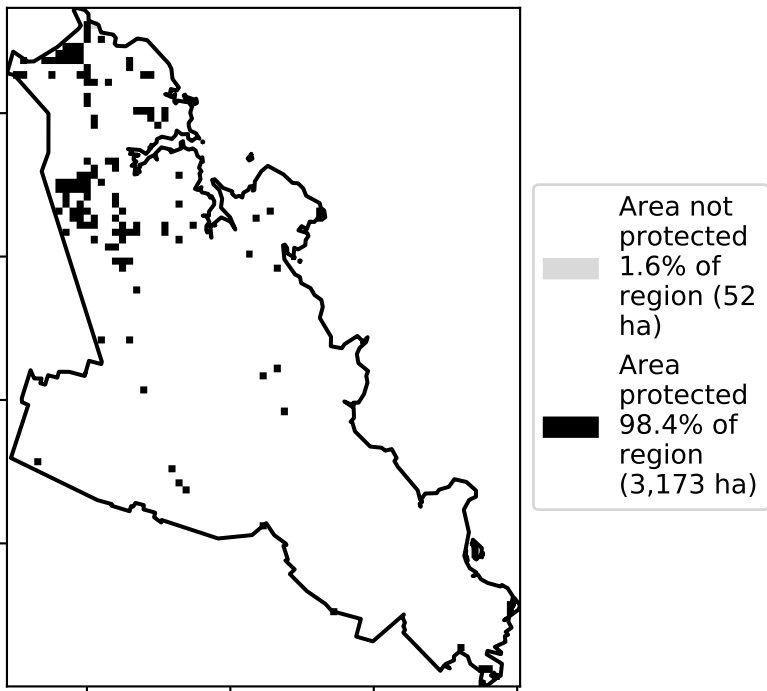 Area not
protected
1.6% of
region (52
ha)
Area
protected
98.4% of
region
(3,173 ha)